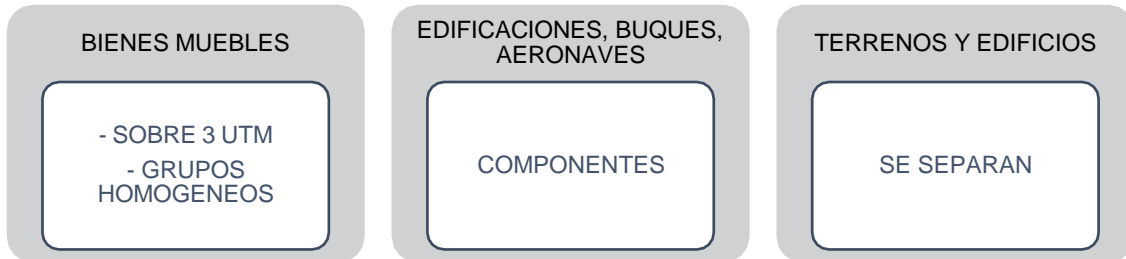 BIENES MUEBLES
- SOBRE 3 UTM
- GRUPOS
HOMOGENEOS
EDIFICACIONES, BUQUES,
AERONAVES
COMPONENTES
TERRENOS Y EDIFICIOS
SE SEPARAN